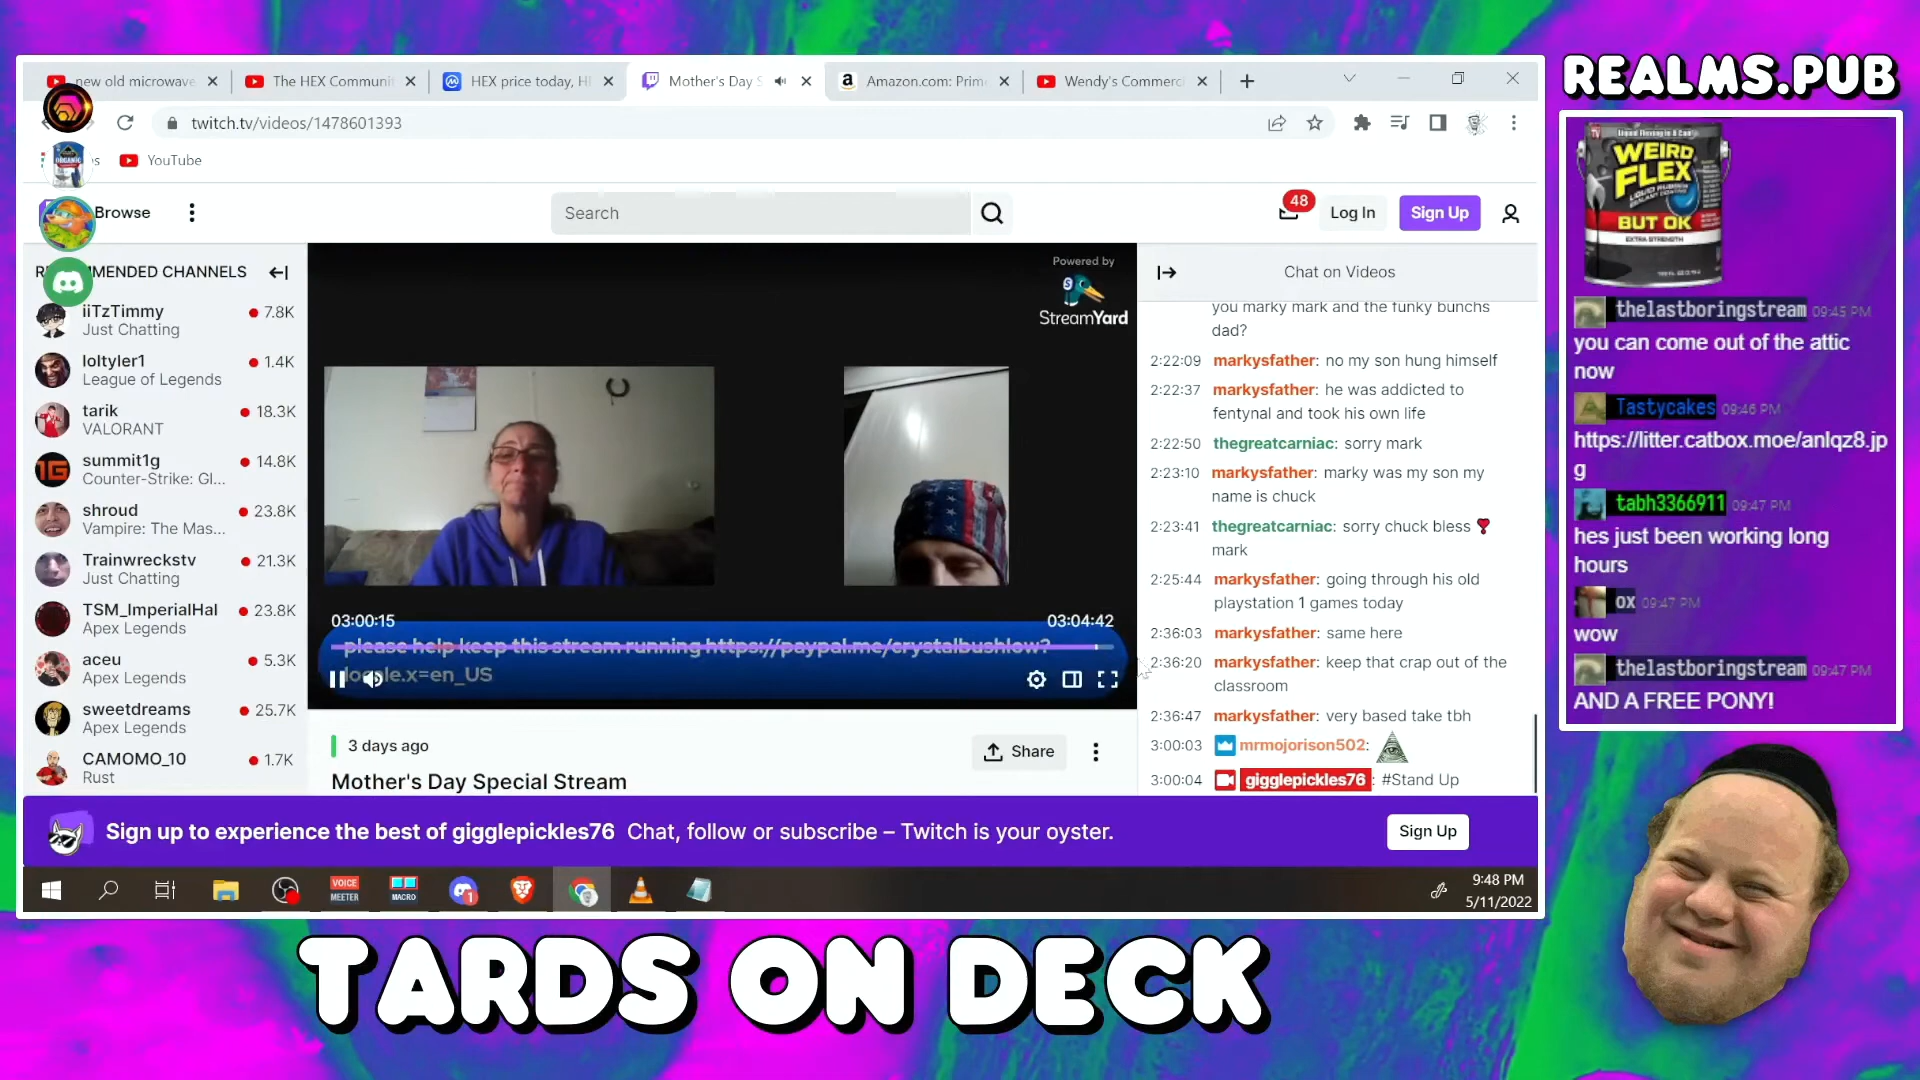 REALMS.PUB
new old microwave
The HEX Communi
HEX price today, H
Mother's Day S
Amazon.com: Prim
Wendy's Commerc
twitch.tv/videos/1478601393
YouTube
Browse
Search
48
Log In
Sign Up
RECOMMENDED CHANNELS
iiTzTimmy
7.8K
Just Chatting
loltyler1
1.4K
League of Legends
tarik
18.3K
VALORANT
summit1g
14.8K
Counter-Strike: Gl...
shroud
23.8K
Vampire: The Mas...
Trainwreckstv
21.3K
Just Chatting
TSM_ImperialHal
23.8K
Apex Legends
aceu
5.3K
Apex Legends
sweetdreams
25.7K
Apex Legends
CAMOMO_10
1.7K
Rust
Powered by
StreamYard
03:00:15
03:04:42
please help keep this stream running https://paypal.me/crystalbushlow?
locale.x=en_US
3 days ago
Share
Mother's Day Special Stream
Chat on Videos
you marky mark and the funky bunchs
dad?
2:22:09 markysfather: no my son hung himself
2:22:37 markysfather: he was addicted to
fentynal and took his own life
2:22:50 thegreatcarniac: sorry mark
2:23:10 markysfather: marky was my son my
name is chuck
2:23:41 thegreatcarniac: sorry chuck bless
mark
2:25:44 markysfather: going through his old
playstation 1 games today
2:36:03 markysfather: same here
2:36:20 markysfather: keep that crap out of the
classroom
2:36:47 markysfather: very based take tbh
3:00:03 mrmojorison502:
3:00:04 gigglepickles76: #Stand Up
Sign up to experience the best of gigglepickles76 Chat, follow or subscribe – Twitch is your oyster.
Sign Up
VOICE
MEETER
MACRO
1
9:48 PM
5/11/2022
WEIRD
FLEX
BUT OK
EXTRA STRENGTH
thelastboringstream 09:45 PM
you can come out of the attic
now
Tastycakes 09:46 PM
https://litter.catbox.moe/anlqz8.jp
g
tabh3366911 09:47 PM
hes just been working long
hours
ox 09:47 PM
wow
thelastboringstream 09:47 PM
AND A FREE PONY!
TARDS ON DECK